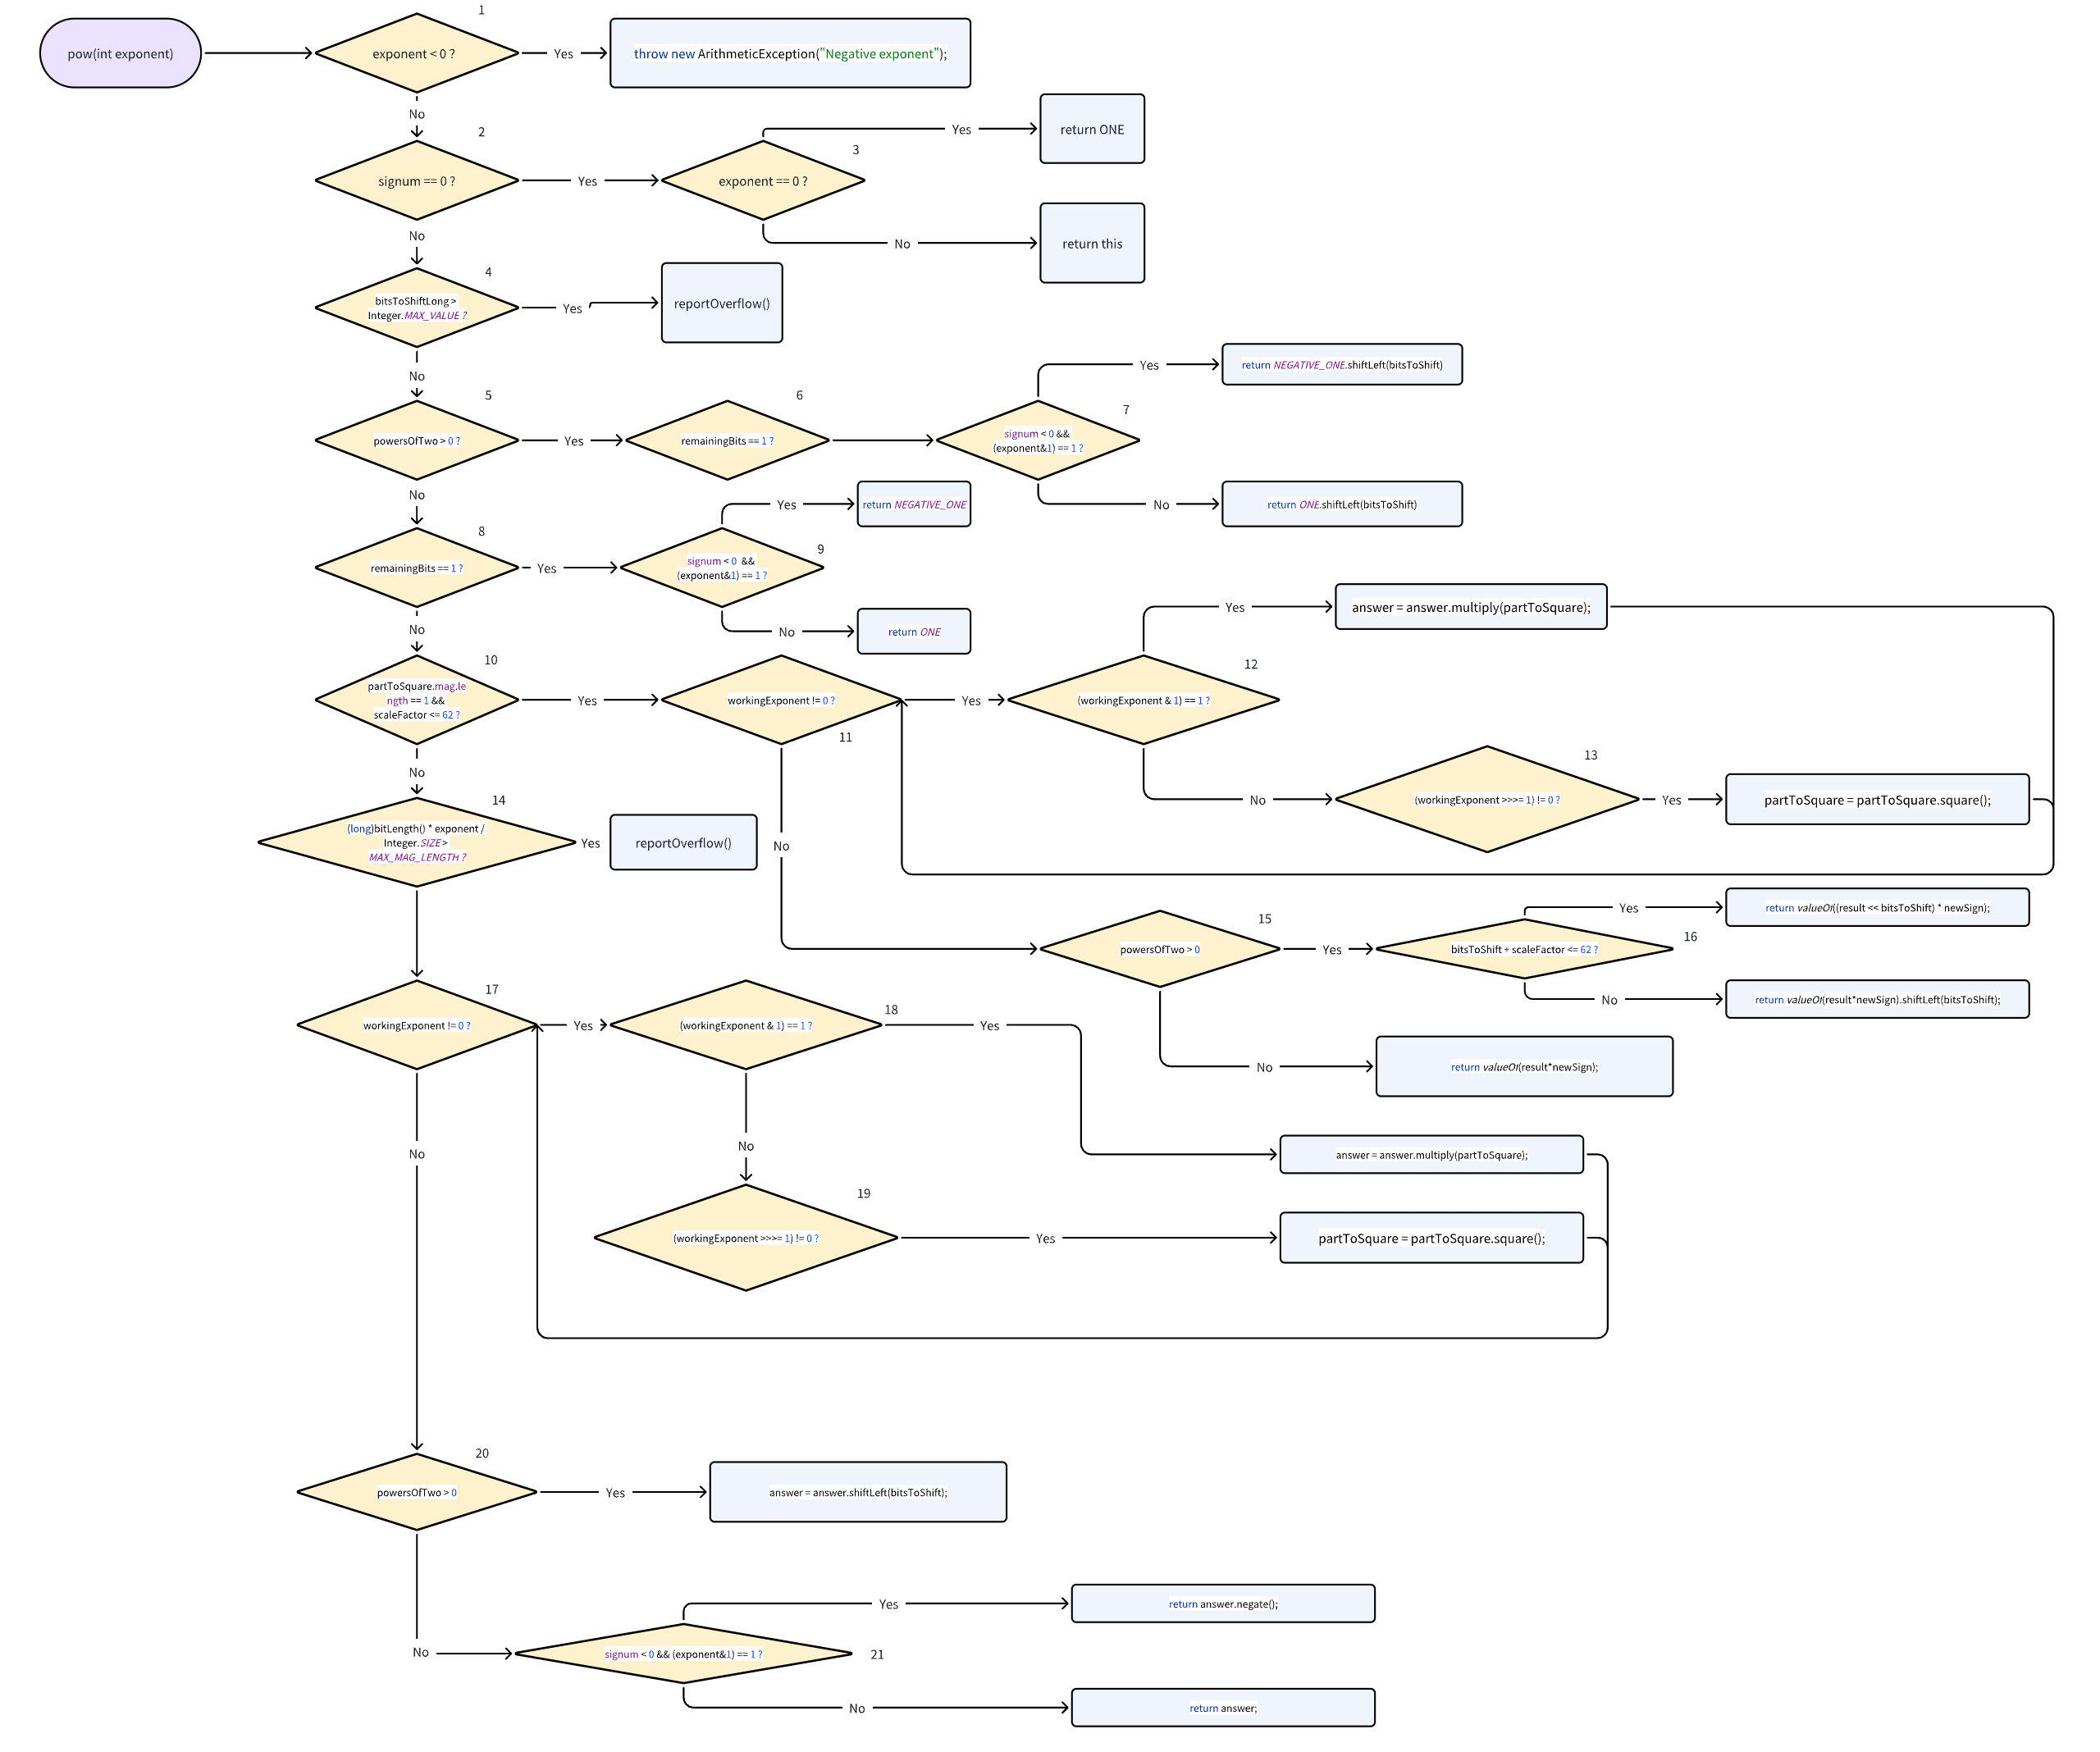 1
pow(int exponent)
exponent < 0 ?
Yes
throw new ArithmeticException("Negative exponent");
No
2
signum == 0 ?
Yes
3
exponent == 0 ?
Yes
return ONE
No
return this
No
4
bitsToShiftLong >
Integer.MAX_VALUE ?
Yes
reportOverflow()
No
5
powersOfTwo > 0 ?
Yes
6
remainingBits == 1 ?
7
signum < 0 &&
(exponent&1) == 1 ?
Yes
return NEGATIVE_ONE.shiftLeft(bitsToShift)
No
return ONE.shiftLeft(bitsToShift)
No
8
remainingBits == 1 ?
Yes
9
signum < 0 &&
(exponent&1) == 1 ?
Yes
return NEGATIVE_ONE
No
return ONE
No
10
partToSquare.mag.le
ngth == 1 &&
scaleFactor <= 62 ?
Yes
workingExponent != 0 ?
11
Yes
12
(workingExponent & 1) == 1 ?
Yes
answer = answer.multiply(partToSquare);
No
13
(workingExponent >>>= 1) != 0 ?
Yes
partToSquare = partToSquare.square();
No
14
(long)bitLength() * exponent /
Integer.SIZE >
MAX_MAG_LENGTH ?
Yes
reportOverflow()
No
15
powersOfTwo > 0
Yes
bitsToShift + scaleFactor <= 62 ?
16
Yes
return valueOf((result << bitsToShift) * newSign);
No
return valueOf(result*newSign).shiftLeft(bitsToShift);
No
return valueOf(result*newSign);
17
workingExponent != 0 ?
Yes
18
(workingExponent & 1) == 1 ?
Yes
answer = answer.multiply(partToSquare);
No
19
(workingExponent >>>= 1) != 0 ?
Yes
partToSquare = partToSquare.square();
No
20
powersOfTwo > 0
Yes
answer = answer.shiftLeft(bitsToShift);
No
signum < 0 && (exponent&1) == 1 ?
21
Yes
return answer.negate();
No
return answer;